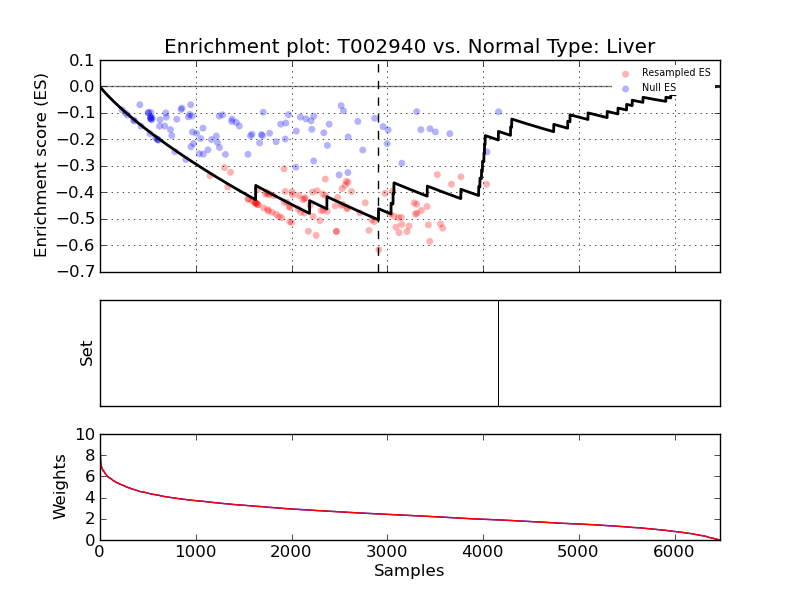 Enrichment plot: T002940 vs. Normal Type: Liver
Enrichment score (ES)
0.1
0.0
−0.1
−0.2
−0.3
−0.4
−0.5
−0.6
−0.7
Resampled ES
Null ES
Set
Weights
10
8
6
4
2
0
0 1000 2000 3000 4000 5000 6000
Samples